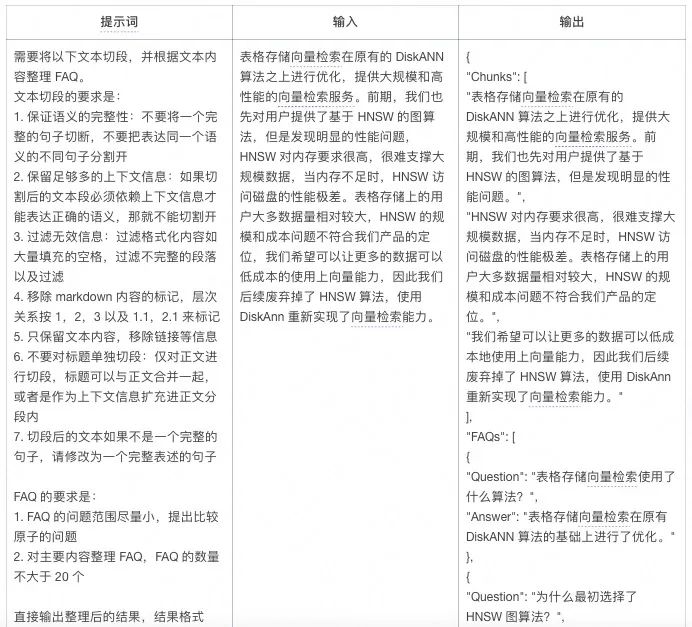 提示词
输入
输出
需要将以下文本切段，并根据文本内
容整理 FAQ。
文本切段的要求是：
1. 保证语义的完整性：不要将一个完
整的句子切断，不要把表达同一个语
义的不同句子分割开
2. 保留足够多的上下文信息：如果切
割后的文本段必须依赖上下文信息才
能表达正确的语义，那就不能切割开
3. 过滤无效信息：过滤格式化内容如
大量填充的空格，过滤不完整的段落
以及过滤
4. 移除 markdown 内容的标记，层次
关系按 1，2，3 以及 1.1，2.1 来标记
5. 只保留文本内容，移除链接等信息
6. 不要对标题单独切段：仅对正文进
行切段，标题可以与正文合并一起，
或者是作为上下文信息扩充进正文分
段内
7. 切段后的文本如果不是一个完整的
句子，请修改为一个完整表述的句子
FAQ 的要求是：
1. FAQ 的问题范围尽量小，提出比较
原子的问题
2. 对主要内容整理 FAQ，FAQ 的数量
不大于 20 个
直接输出整理后的结果，结果格式
表格存储向量检索在原有的 DiskANN
算法之上进行优化，提供大规模和高
性能的向量检索服务。前期，我们也
先对用户提供了基于 HNSW 的图算
法，但是发现明显的性能问题，
HNSW 对内存要求很高，很难支撑大
规模数据，当内存不足时，HNSW 访
问磁盘的性能极差。表格存储上的用
户大多数据量相对较大，HNSW 的规
模和成本问题不符合我们产品的定
位，我们希望可以让更多的数据可以
低成本的使用上向量能力，因此我们
后续废弃掉了 HNSW 算法，使用
DiskAnn 重新实现了向量检索能力。
{
"Chunks": [
"表格存储向量检索在原有的
DiskANN 算法之上进行优化，提供大
规模和高性能的向量检索服务。前
期，我们也先对用户提供了基于
HNSW 的图算法，但是发现明显的性
能问题。",
"HNSW 对内存要求很高，很难支撑大
规模数据，当内存不足时，HNSW 访
问磁盘的性能极差。表格存储上的用
户大多数据量相对较大，HNSW 的规
模和成本问题不符合我们产品的定
位。",
"我们希望可以让更多的数据可以低成
本地使用上向量能力，因此我们后续
废弃掉了 HNSW 算法，使用 DiskAnn
重新实现了向量检索能力。"
],
"FAQs": [
{
"Question": "表格存储向量检索使用了
什么算法？",
"Answer": "表格存储向量检索在原有
DiskANN 算法的基础上进行了优化。"
},
{
"Question": "为什么最初选择了
HNSW 图算法？",